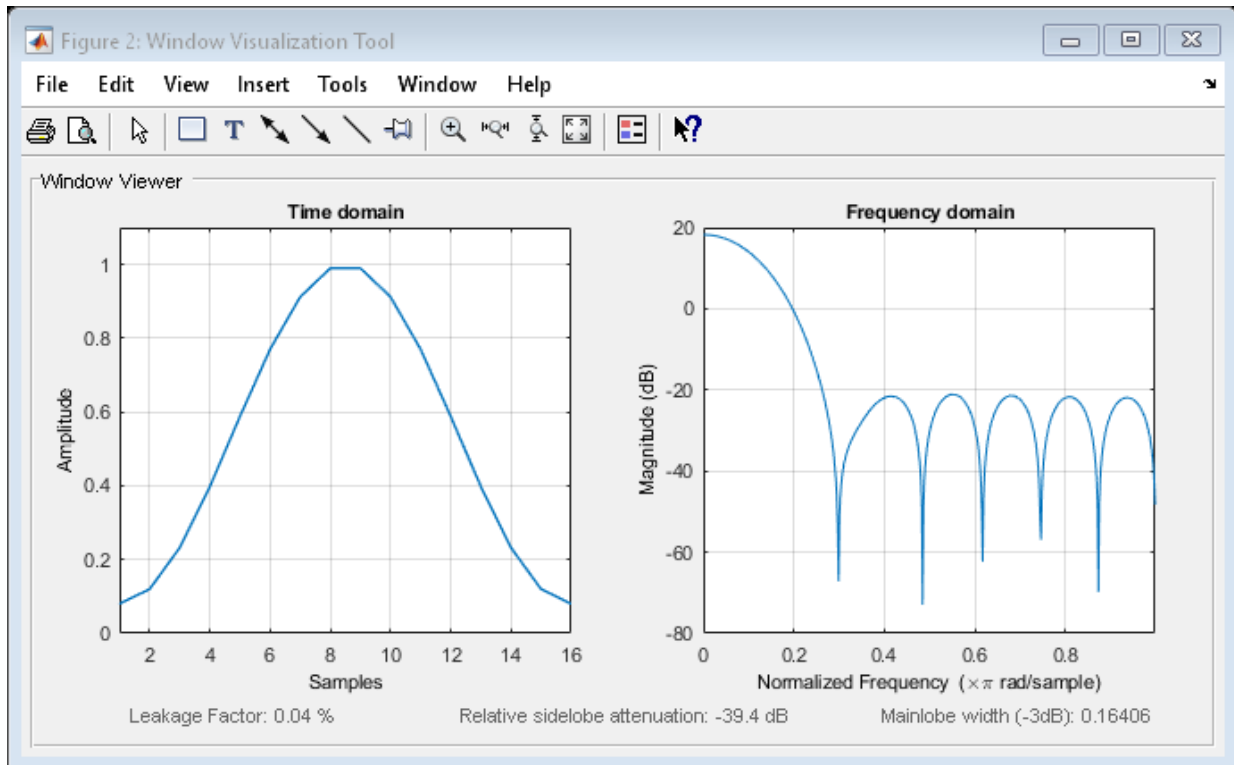 Figure 2: Window Visualization Tool
File Edit View Insert Tools Window Help
T
?
Window Viewer
Time domain
1
0.8
0.6
0.4
0.2
0
Amplitude
2 4 6 8 10 12 14 16
Samples
Frequency domain
20
0
-20
-40
-60
-80
Magnitude (dB)
0 0.2 0.4 0.6 0.8
Normalized Frequency (×π rad/sample)
Leakage Factor: 0.04 % Relative sidelobe attenuation: -39.4 dB Mainlobe width (-3dB): 0.16406